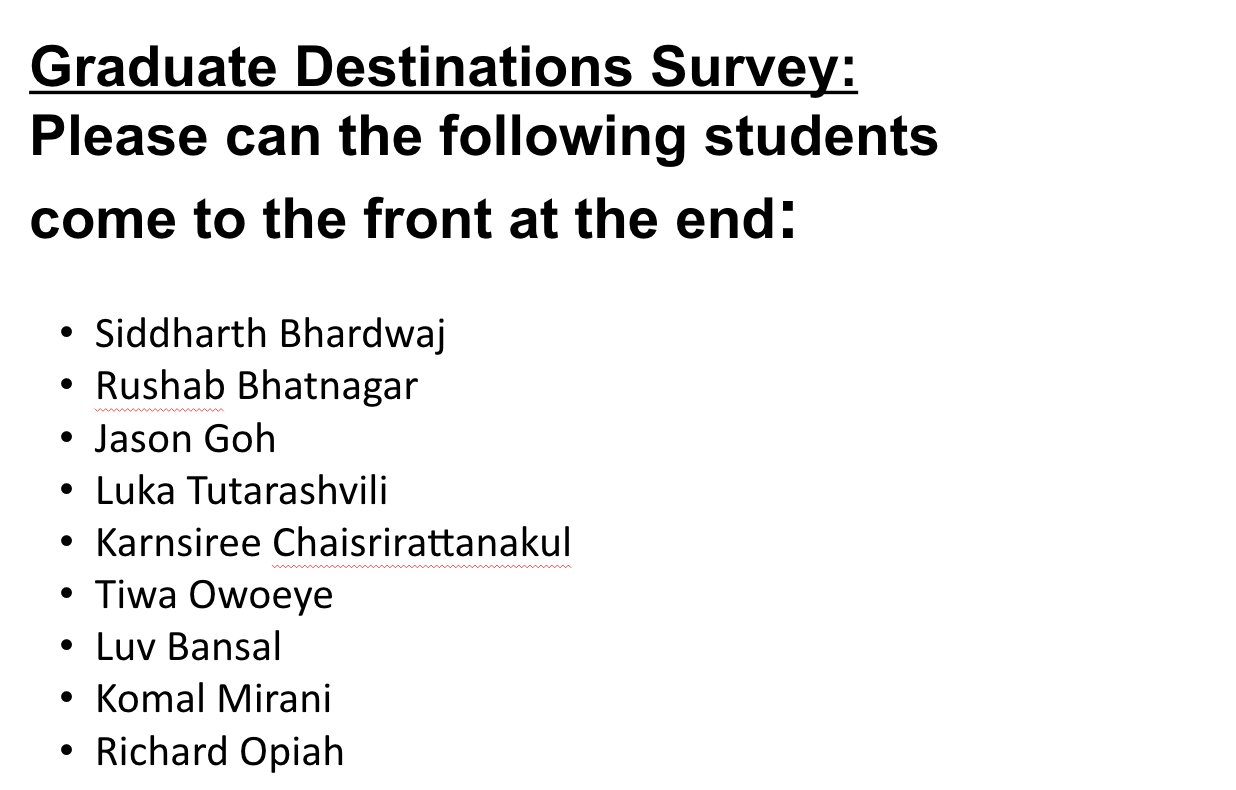 Graduate Destinations Survey:
Please can the following students
come to the front at the end:
• Siddharth Bhardwaj
• Rushab Bhatnagar
• Jason Goh
• Luka Tutarashvili
• Karnsiree Chaisrirattanakul
• Tiwa Owoeye
• Luv Bansal
• Komal Mirani
• Richard Opiah